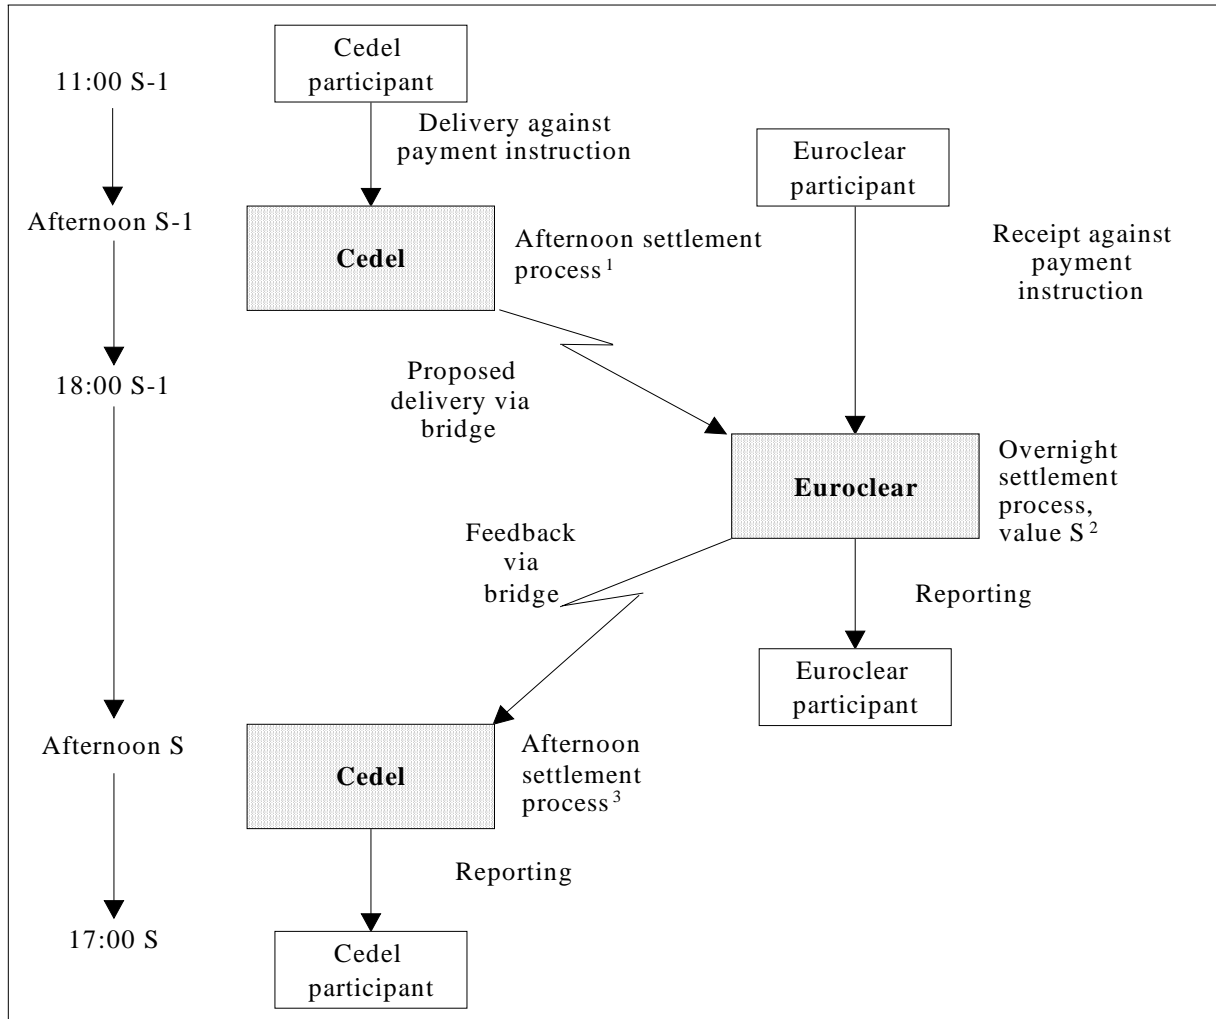 Cedel
participant
11:00 S-1
Delivery against
payment instruction
Euroclear
participant
Afternoon S-1
Cedel
Afternoon settlement
process 1
Receipt against
payment
instruction
18:00 S-1
Proposed
delivery via
bridge
Euroclear
Overnight
settlement
process,
value S 2
Feedback
via
bridge
Reporting
Euroclear
participant
Afternoon S
Cedel
Afternoon
settlement
process 3
Reporting
17:00 S
Cedel
participant